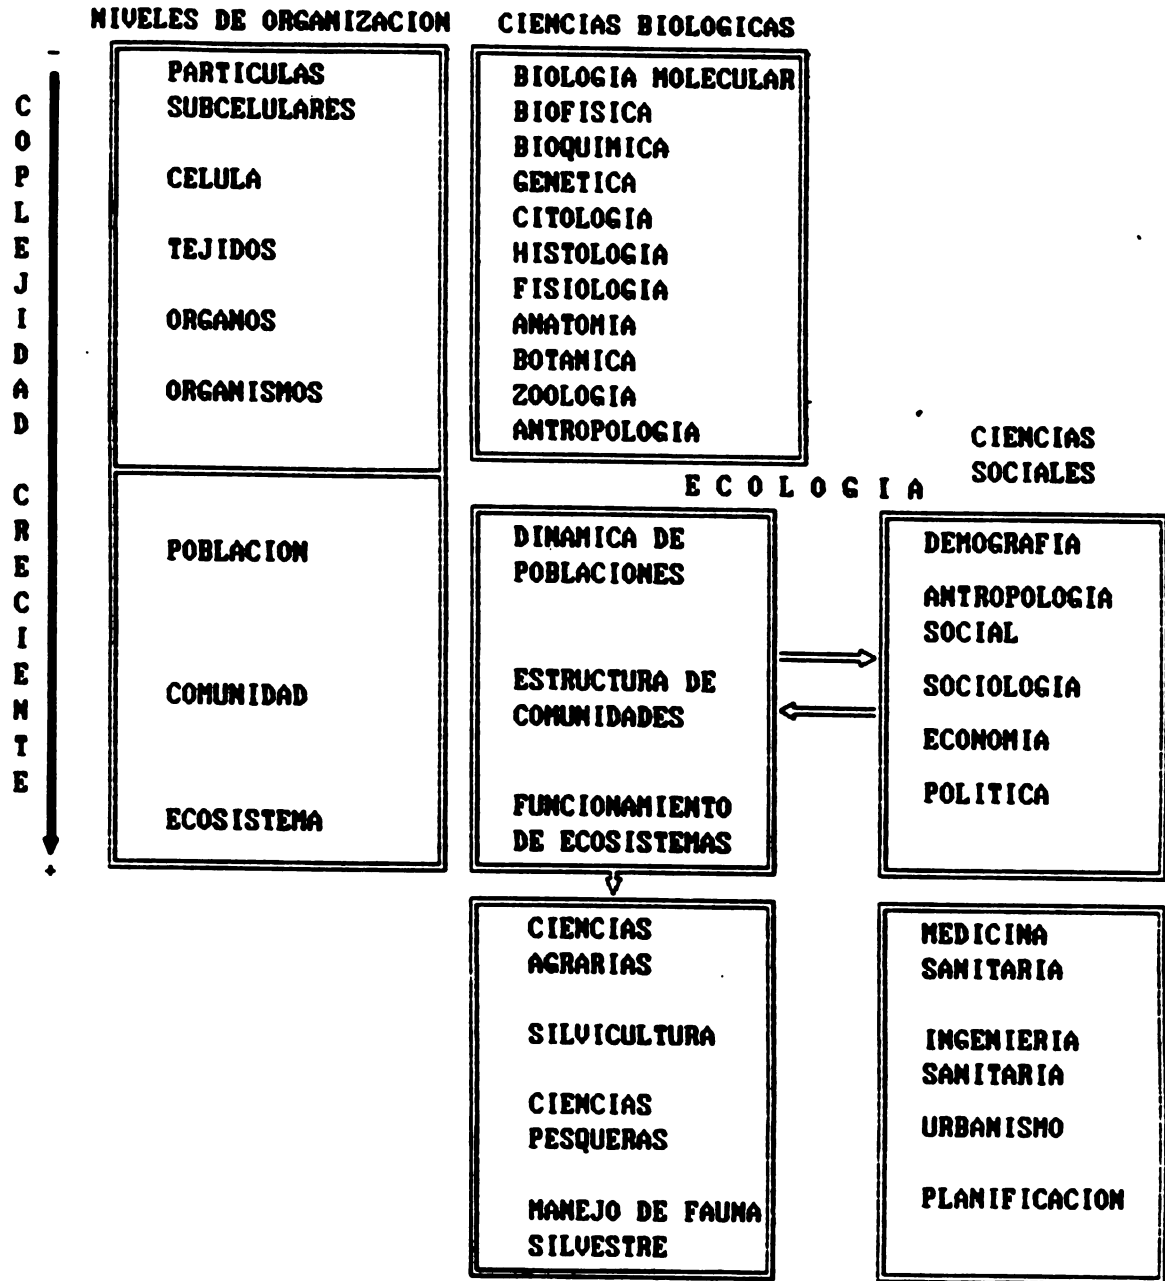 NIVELES DE ORGANIZACION
-
C
O
P
L
E
J
I
D
A
D
C
R
E
C
I
E
N
T
E
+
PARTICULAS
SUBCELULARES
CELULA
TEJIDOS
ORGANOS
ORGANISMOS
POBLACION
COMUNIDAD
ECOSISTEMA
CIENCIAS BIOLOGICAS
BIOLOGIA MOLECULAR
BIOFISICA
BIOQUIMICA
GENETICA
CITOLOGIA
HISTOLOGIA
FISIOLOGIA
ANATOMIA
BOTANICA
ZOOLOGIA
ANTROPOLOGIA
E C O L O G I A
DINAMICA DE
POBLACIONES
ESTRUCTURA DE
COMUNIDADES
FUNCIONAMIENTO
DE ECOSISTEMAS
CIENCIAS
SOCIALES
DEMOGRAFIA
ANTROPOLOGIA
SOCIAL
SOCIOLOGIA
ECONOMIA
POLITICA
CIENCIAS
AGRARIAS
SILVICULTURA
CIENCIAS
PESQUERAS
MANEJO DE FAUNA
SILVESTRE
MEDICINA
SANITARIA
INGENIERIA
SANITARIA
URBANISMO
PLANIFICACION